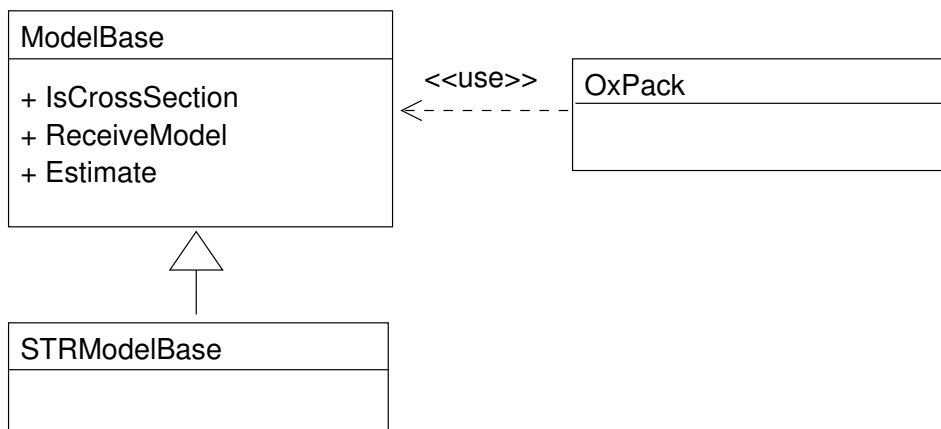 ModelBase
+ IsCrossSection
+ ReceiveModel
+ Estimate
<<use>>
OxPack
STRModelBase